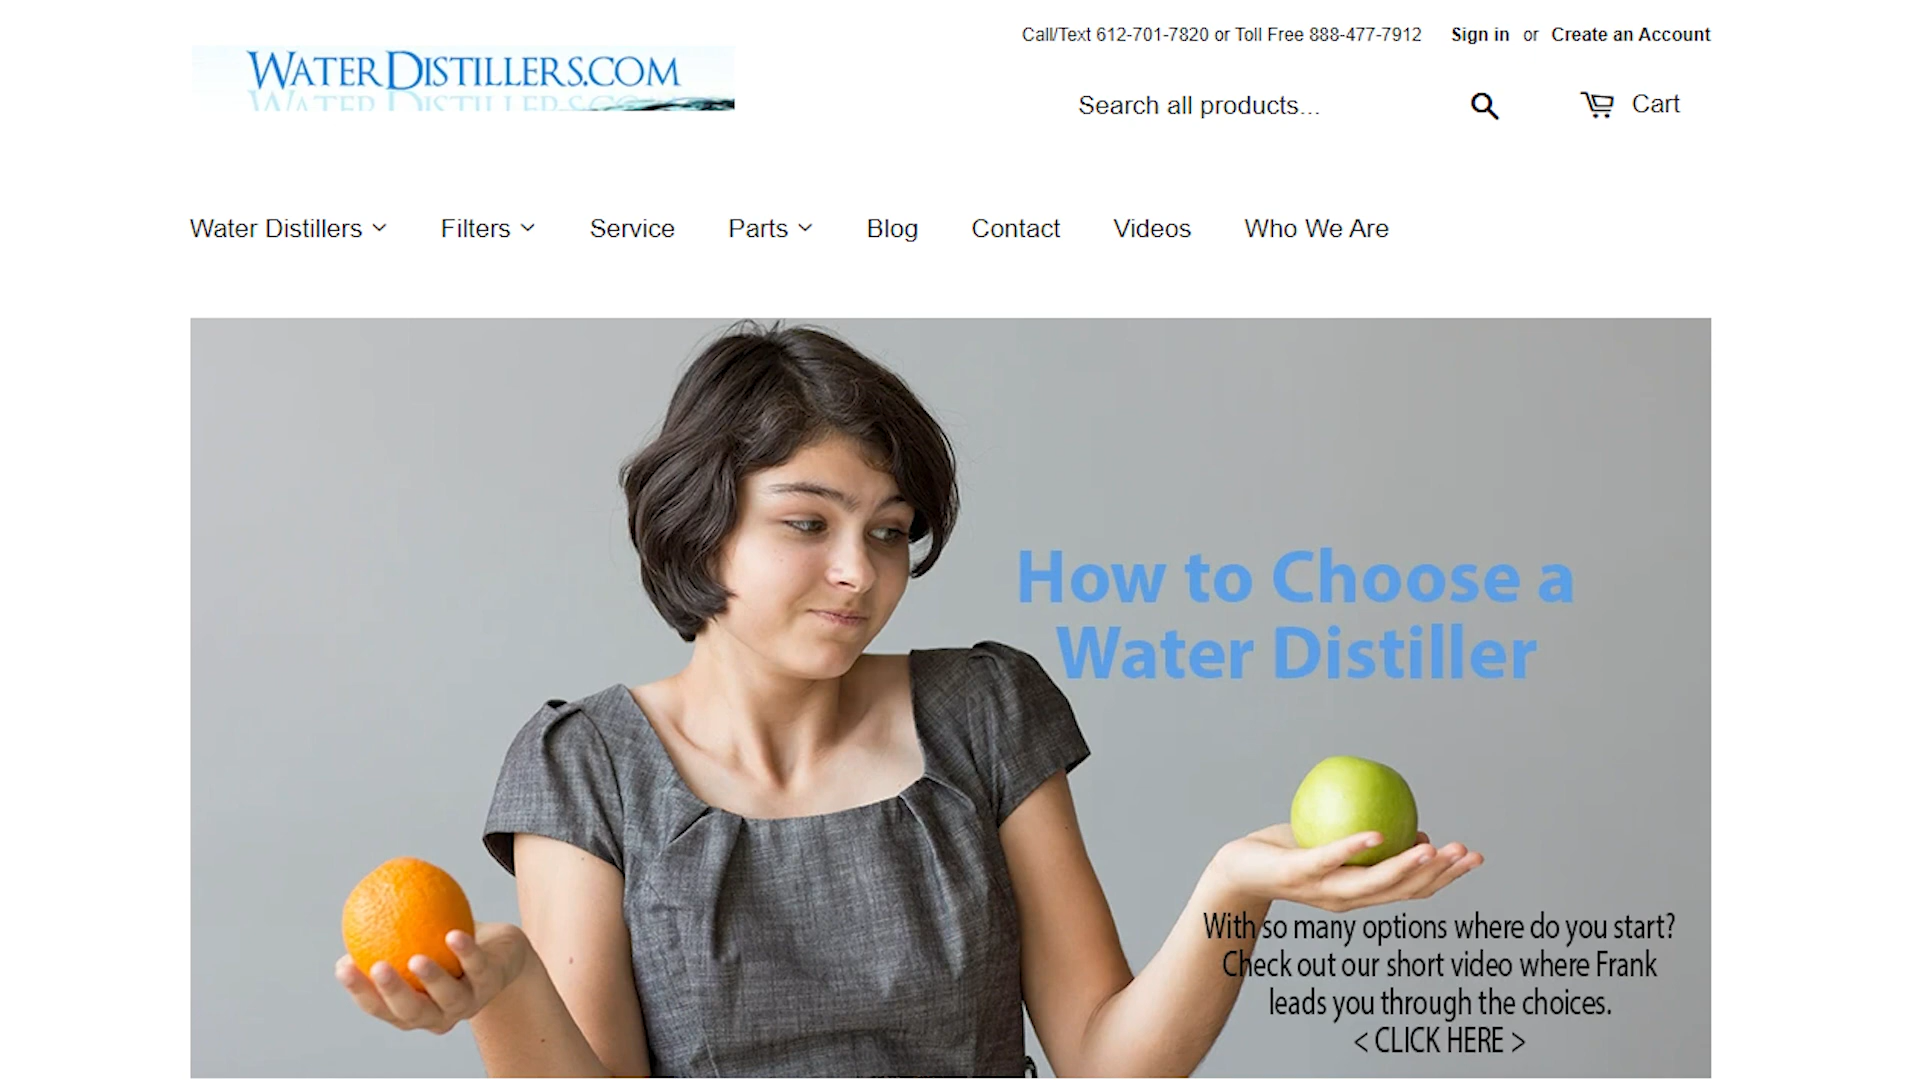 Call/Text 612-701-7820 or Toll Free 888-477-7912 Sign in or Create an Account
WATERDISTILLERS.COM
Search all products...
Cart
Water Distillers Filters Service Parts Blog Contact Videos Who We Are
How to Choose a
Water Distiller
With so many options where do you start?
Check out our short video where Frank
leads you through the choices.
< CLICK HERE >